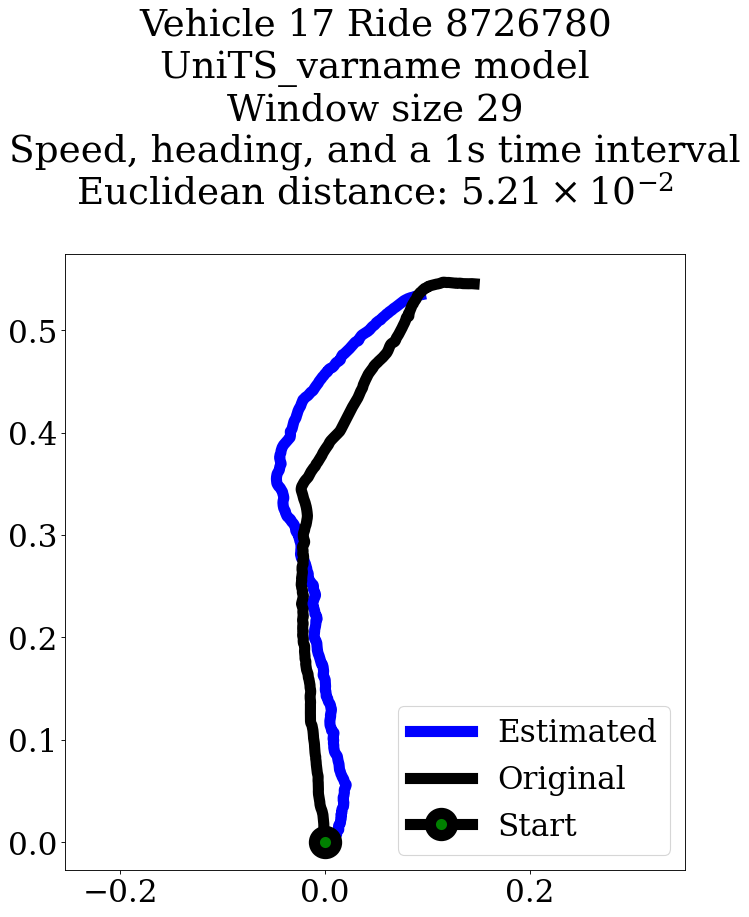 Vehicle 17 Ride 8726780
UniTS_varname model
Window size 29
Speed, heading, and a 1s time interval
Euclidean distance: 5.21 × 10⁻²
0.5
0.4
0.3
0.2
0.1
0.0
−0.2
0.0
0.2
Estimated
Original
Start